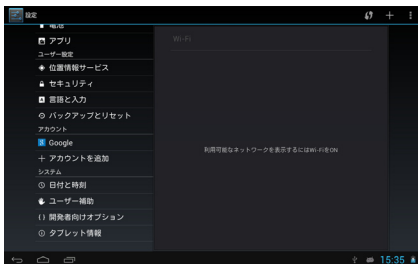 設定
電池
アプリ
Wi-Fi
ユーザー設定
位置情報サービス
セキュリティ
言語と入力
バックアップとリセット
アカウント
Google
利用可能なネットワークを表示するにはWi-FiをON
アカウントを追加
システム
日付と時刻
ユーザー補助
開発者向けオプション
タブレット情報
15:35